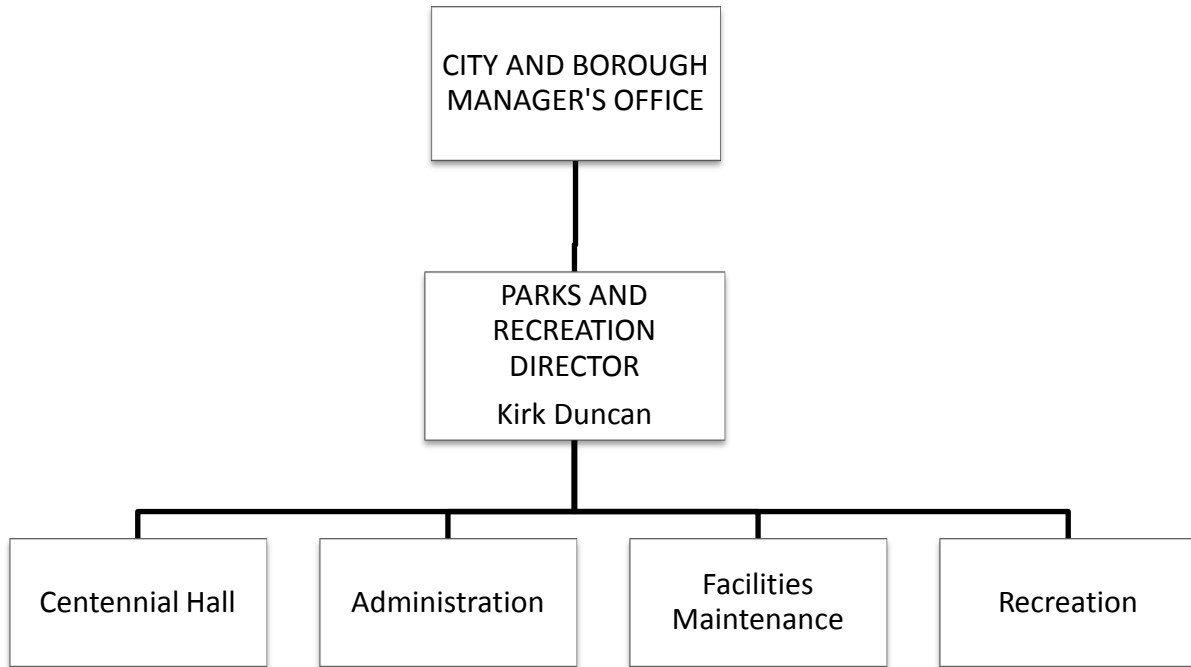 CITY AND BOROUGH
MANAGER'S OFFICE
PARKS AND
RECREATION
DIRECTOR
Kirk Duncan
Centennial Hall
Administration
Facilities
Maintenance
Recreation